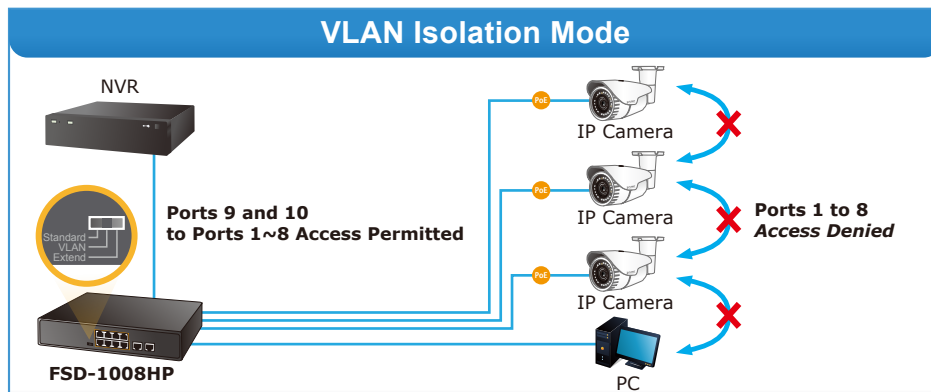 VLAN Isolation Mode
NVR
PoE
IP Camera
PoE
IP Camera
Ports 9 and 10
to Ports 1~8 Access Permitted
Ports 1 to 8
Access Denied
Standard
VLAN
Extend
PoE
IP Camera
FSD-1008HP
PC